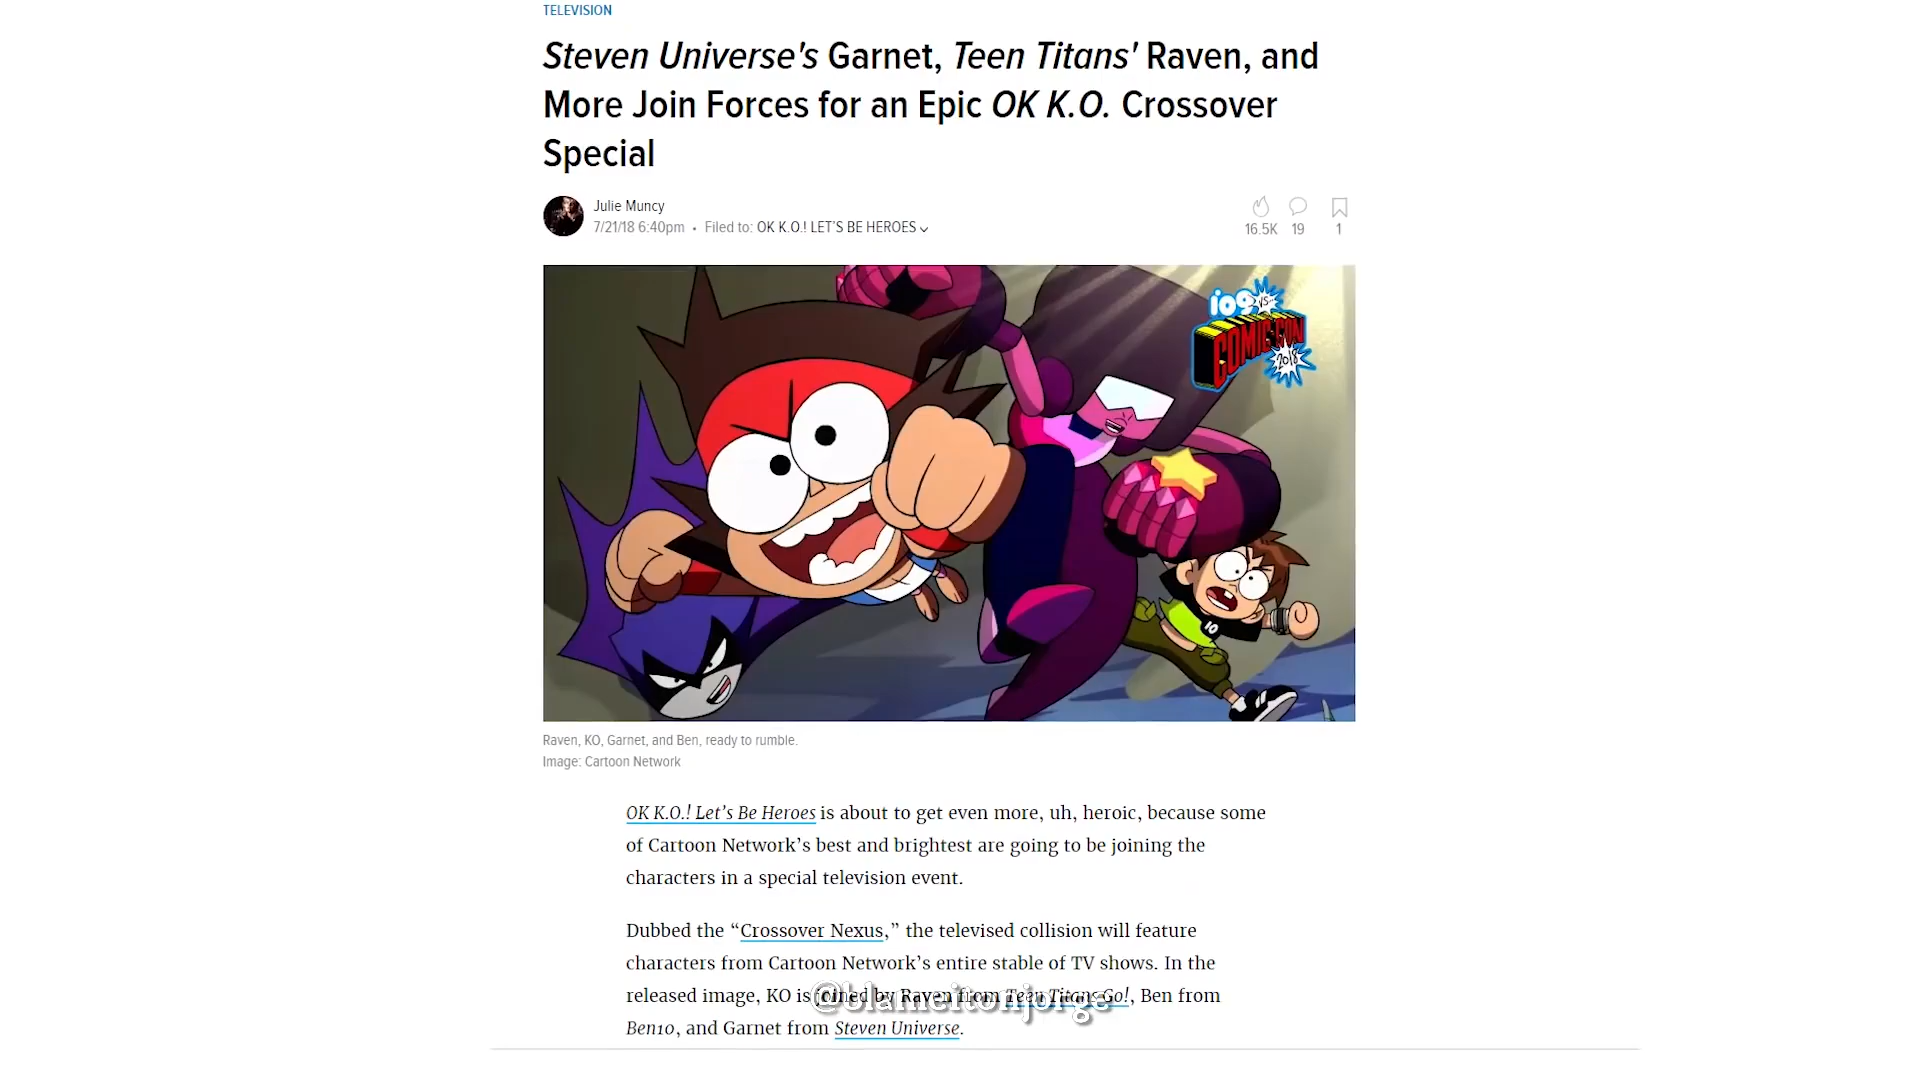 TELEVISION
Steven Universe's Garnet, Teen Titans' Raven, and
More Join Forces for an Epic OK K.O. Crossover
Special
Julie Muncy
7/21/18 6:40pm • Filed to: OK K.O.! LET'S BE HEROES
16.5K 19 1
io9 vs.
COMIC-CON
2018
10
Raven, KO, Garnet, and Ben, ready to rumble.
Image: Cartoon Network
OK K.O.! Let’s Be Heroes is about to get even more, uh, heroic, because some
of Cartoon Network’s best and brightest are going to be joining the
characters in a special television event.
Dubbed the “Crossover Nexus,” the televised collision will feature
characters from Cartoon Network’s entire stable of TV shows. In the
released image, KO is joined by Raven from Teen Titans Go!, Ben from
@blameitonjorge
Ben10, and Garnet from Steven Universe.